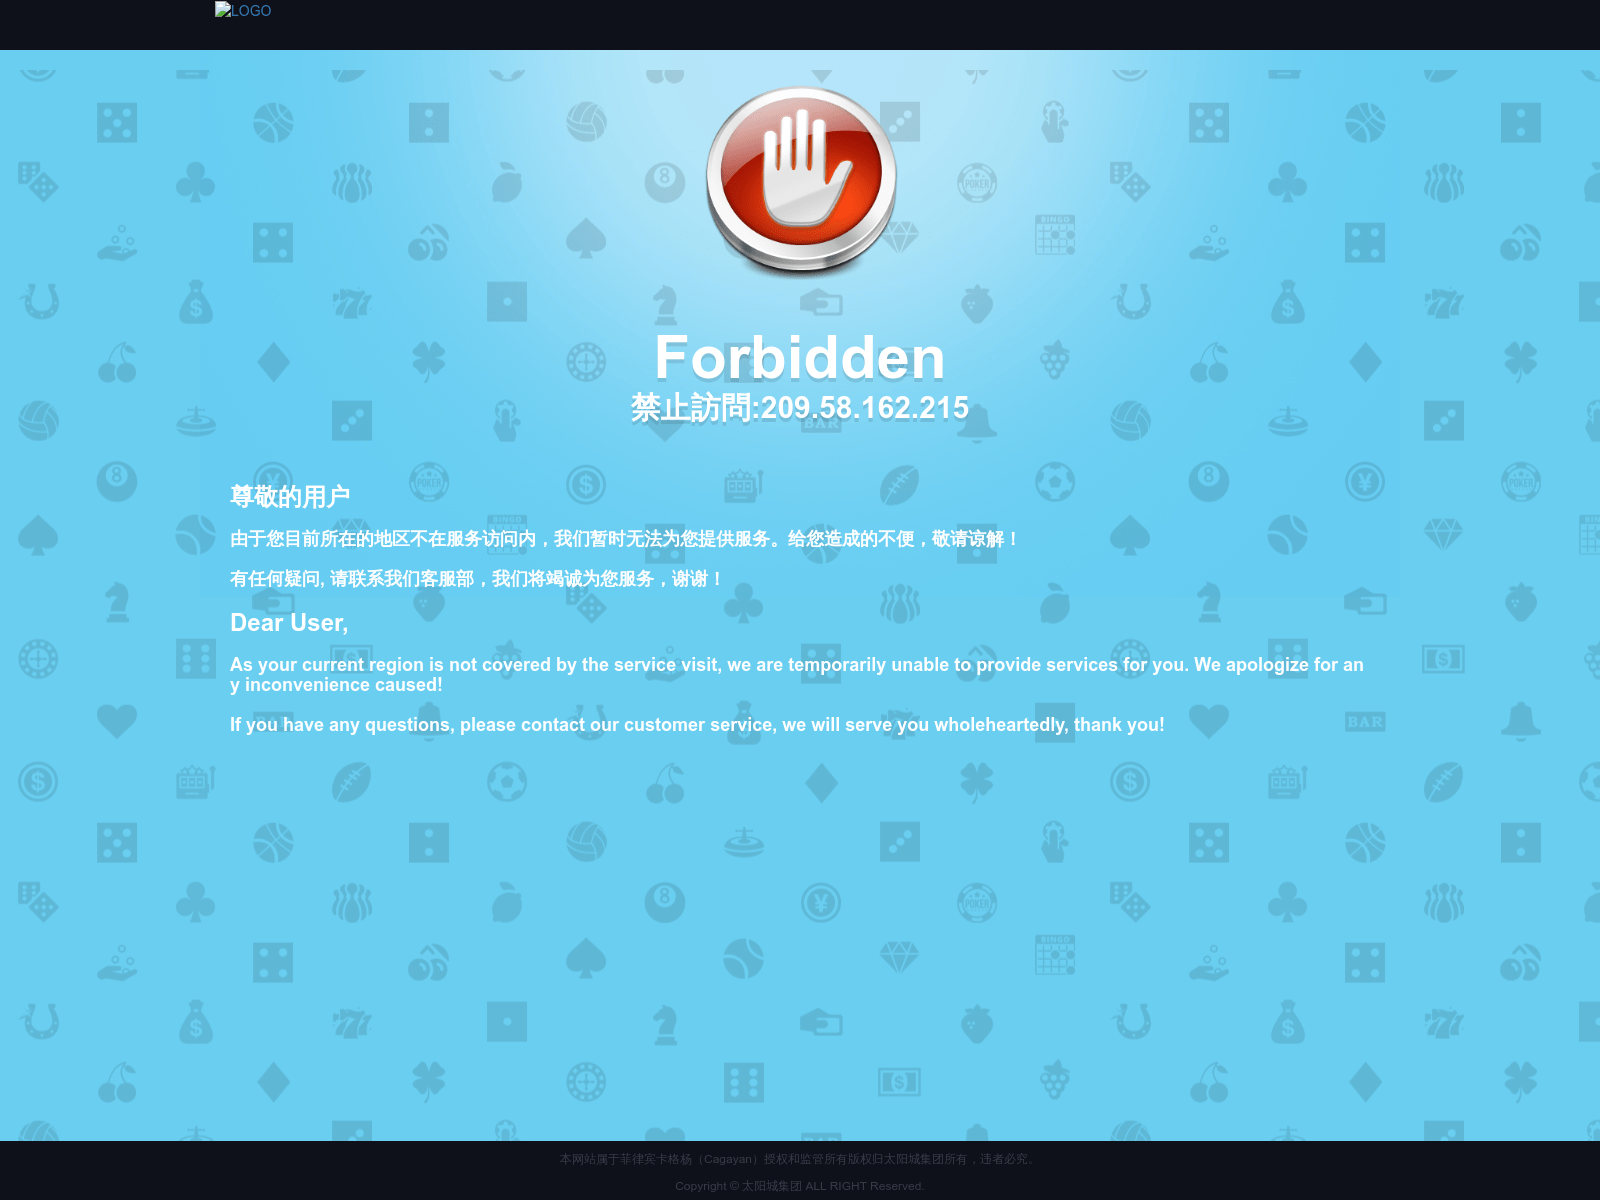 LOGO
Forbidden
禁止訪問:209.58.162.215
尊敬的用户
由于您目前所在的地区不在服务访问内，我们暂时无法为您提供服务。给您造成的不便，敬请谅解！
有任何疑问, 请联系我们客服部，我们将竭诚为您服务，谢谢！
Dear User,
As your current region is not covered by the service visit, we are temporarily unable to provide services for you. We apologize for an
y inconvenience caused!
If you have any questions, please contact our customer service, we will serve you wholeheartedly, thank you!
本网站属于菲律宾卡格杨（Cagayan）授权和监管所有版权归太阳城集团所有，违者必究。
Copyright © 太阳城集团 ALL RIGHT Reserved.